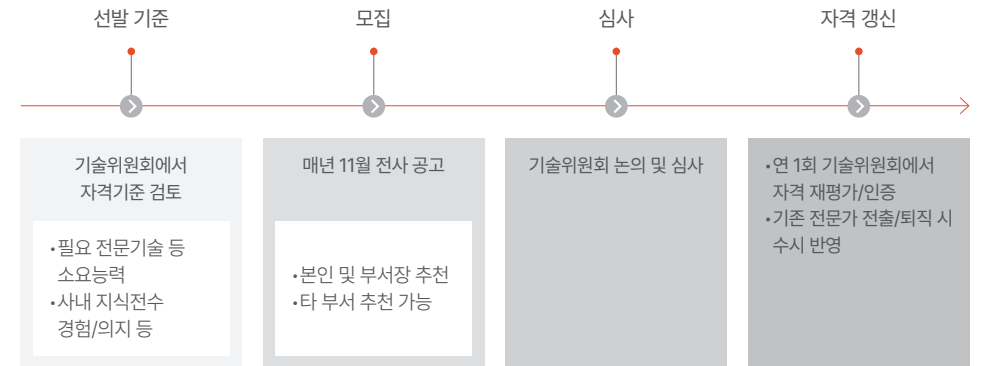 선발 기준
모집
심사
자격 갱신
기술위원회에서
자격기준 검토
•필요 전문기술 등
소요능력
•사내 지식전수
경험/의지 등
매년 11월 전사 공고
•본인 및 부서장 추천
•타 부서 추천 가능
기술위원회 논의 및 심사
•연 1회 기술위원회에서
자격 재평가/인증
•기존 전문가 전출/퇴직 시
수시 반영